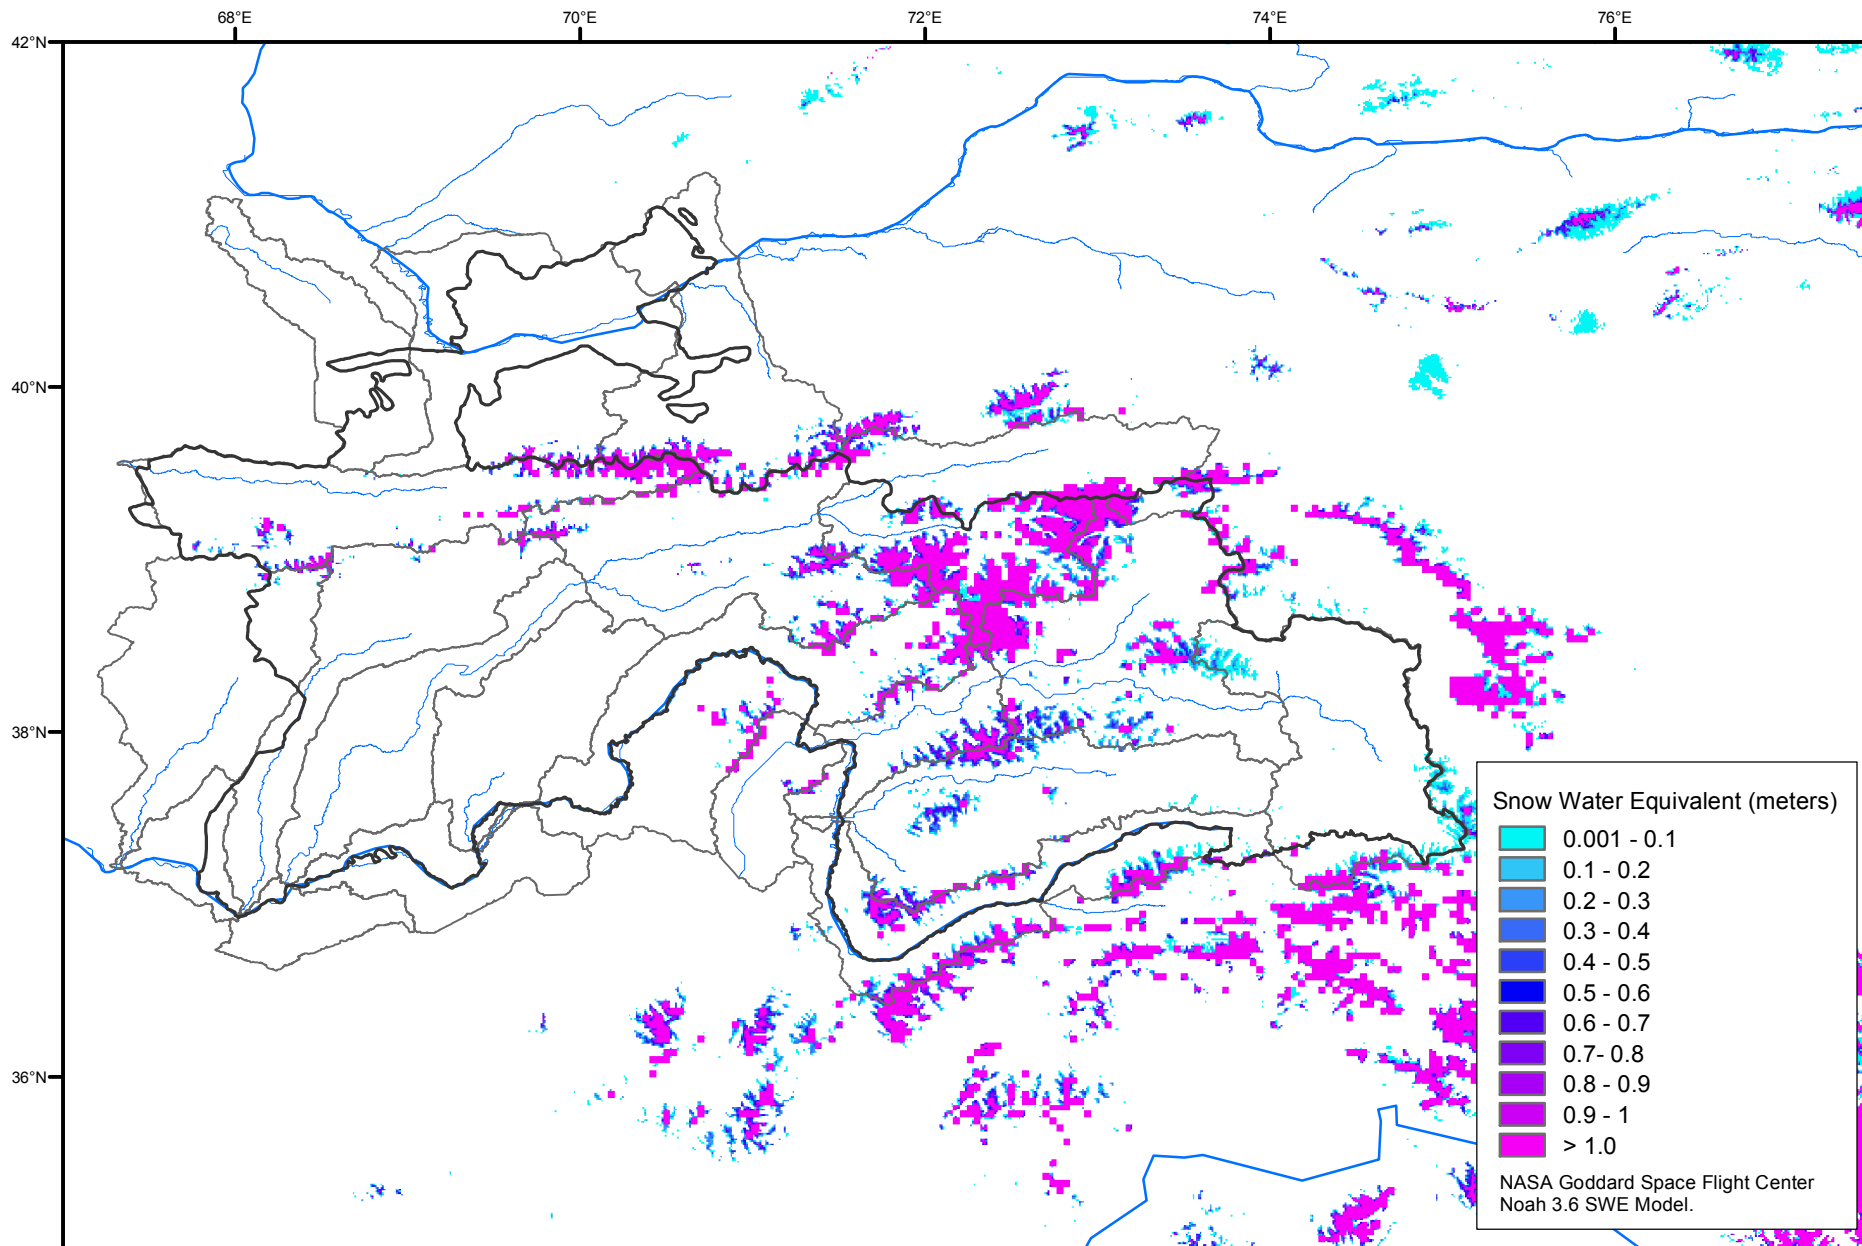 68°E 70°E 72°E 74°E 76°E
42°N
40°N
38°N
36°N
Snow Water Equivalent (meters)
0.001 - 0.1
0.1 - 0.2
0.2 - 0.3
0.3 - 0.4
0.4 - 0.5
0.5 - 0.6
0.6 - 0.7
0.7- 0.8
0.8 - 0.9
0.9 - 1
> 1.0
NASA Goddard Space Flight Center
Noah 3.6 SWE Model.